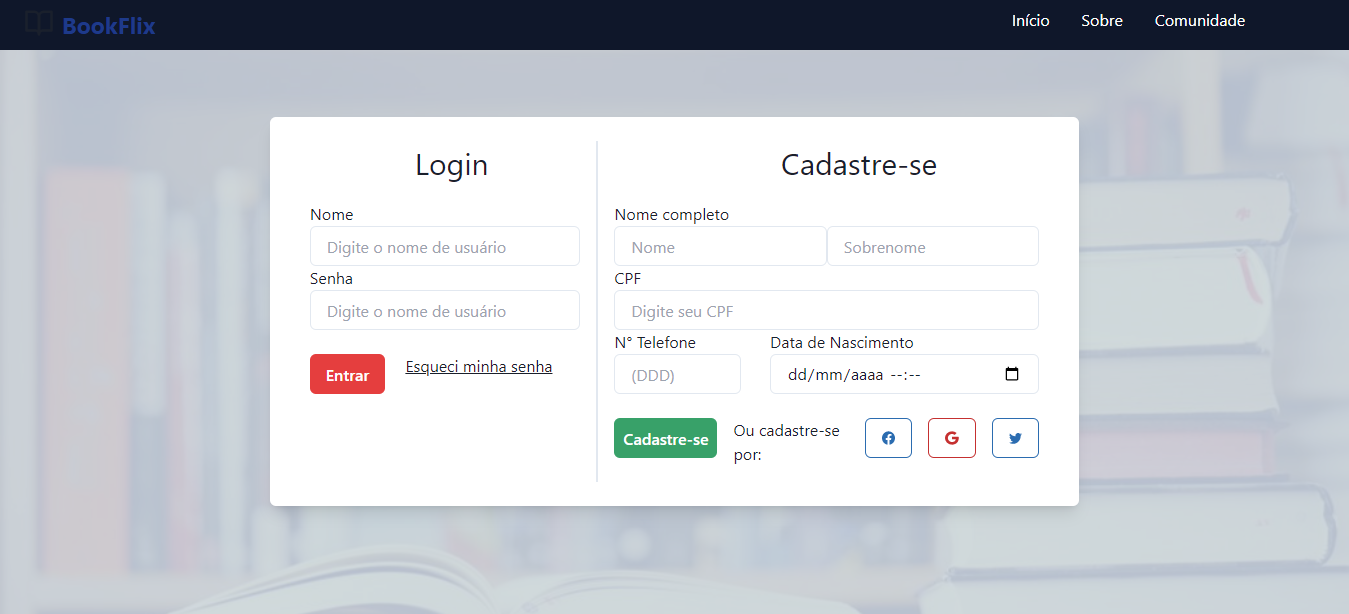 BookFlix
Início Sobre Comunidade
Login
Nome
Digite o nome de usuário
Senha
Digite o nome de usuário
Entrar Esqueci minha senha
Cadastre-se
Nome completo
Nome Sobrenome
CPF
Digite seu CPF
N° Telefone Data de Nascimento
(DDD) dd/mm/aaaa --:--
Cadastre-se Ou cadastre-se
por: